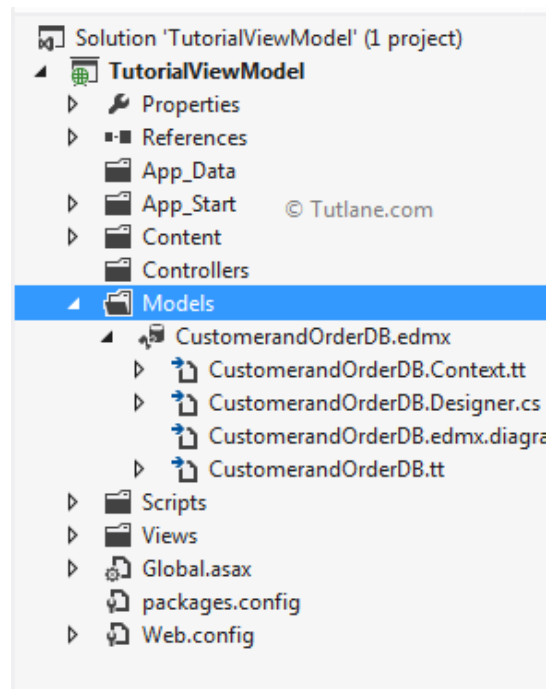 Solution 'TutorialViewModel' (1 project)
TutorialViewModel
Properties
References
App_Data
App_Start
© Tutlane.com
Content
Controllers
Models
CustomerandOrderDB.edmx
CustomerandOrderDB.Context.tt
CustomerandOrderDB.Designer.cs
CustomerandOrderDB.edmx.diagra
CustomerandOrderDB.tt
Scripts
Views
Global.asax
packages.config
Web.config